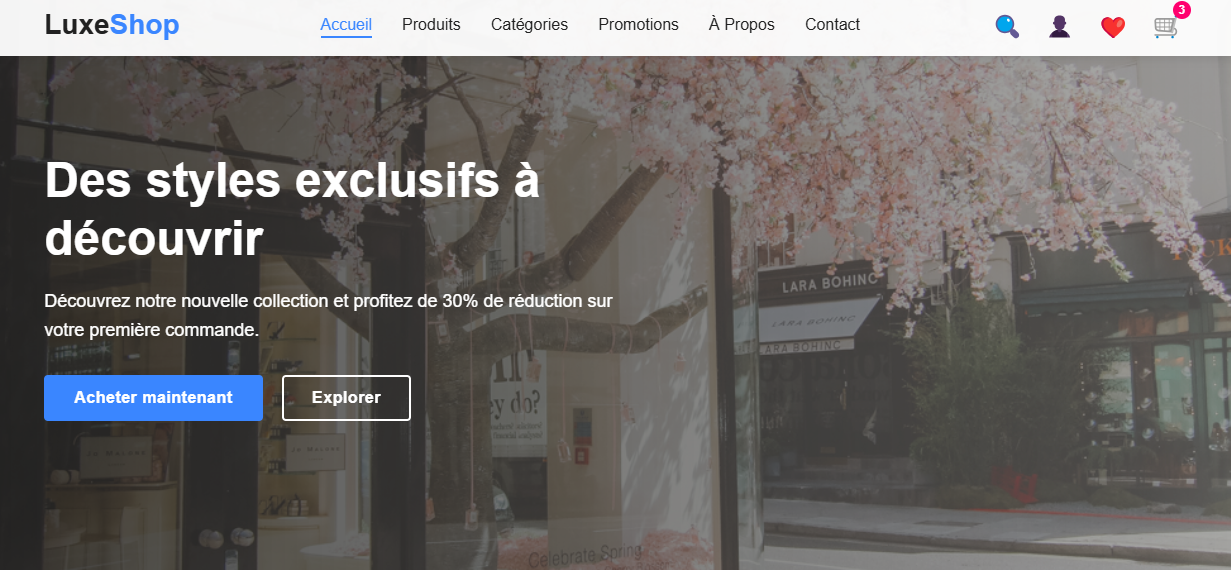 LuxeShop
Accueil Produits Catégories Promotions À Propos Contact
3
Des styles exclusifs à
découvrir
Découvrez notre nouvelle collection et profitez de 30% de réduction sur
votre première commande.
Acheter maintenant Explorer
LARA BOHINC
LARA BOHINC
LARA BOHINC
ey do?
JO MALONE
JO MALONE
Celebrate Spring